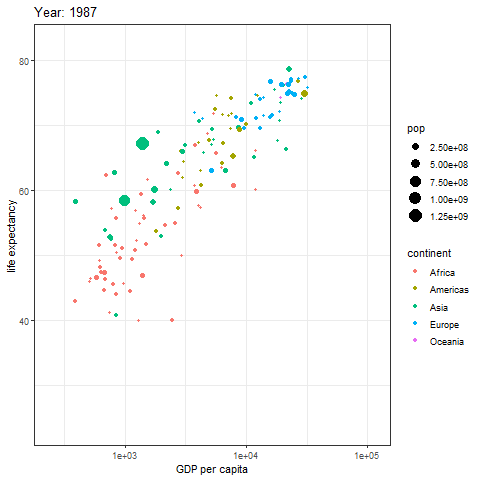 Year: 1987
80
60
40
life expectancy
1e+03
1e+04
1e+05
GDP per capita
pop
2.50e+08
5.00e+08
7.50e+08
1.00e+09
1.25e+09
continent
Africa
Americas
Asia
Europe
Oceania